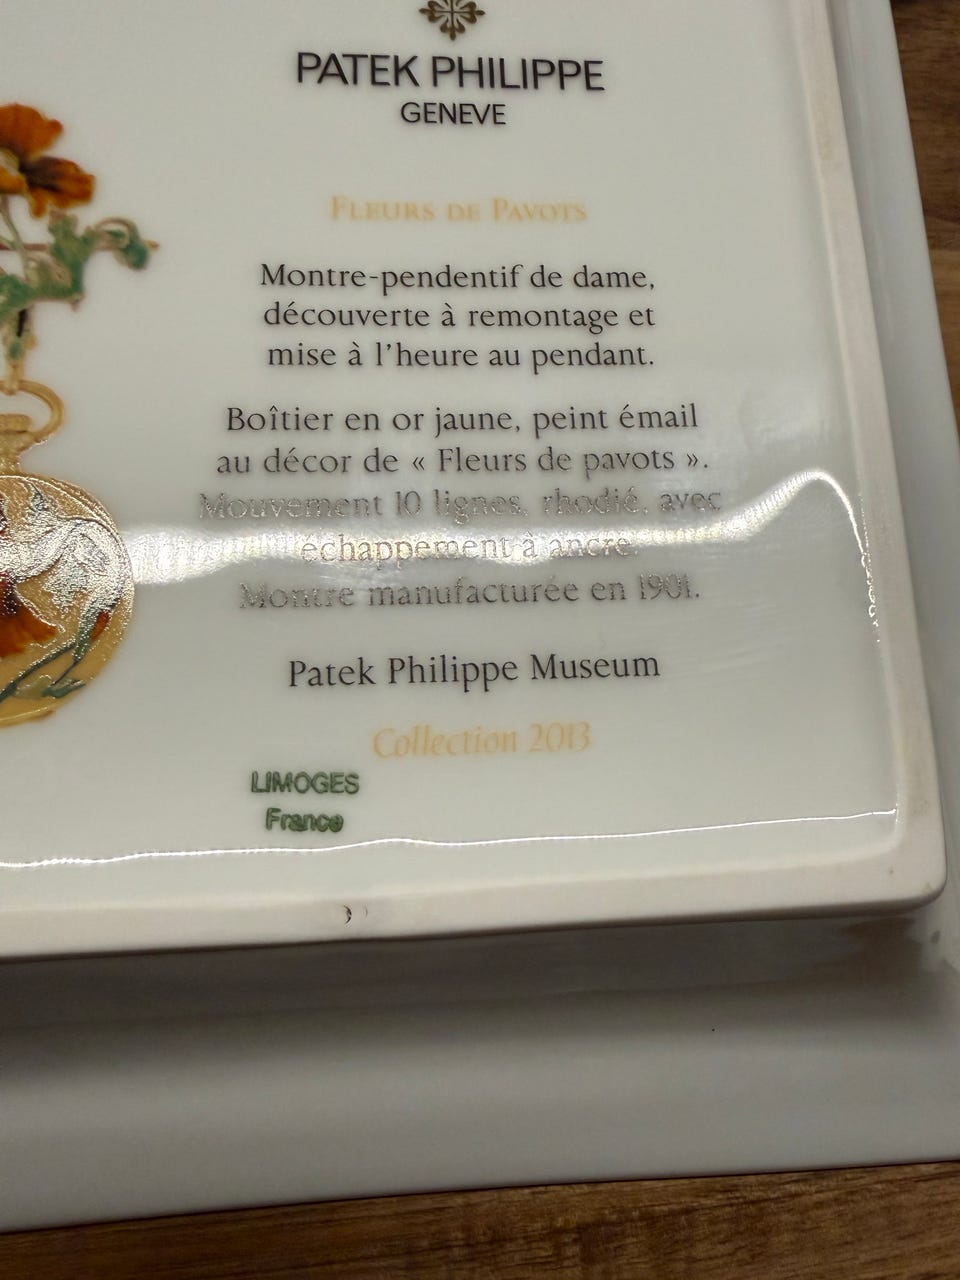 PATEK PHILIPPE
GENEVE
FLEURS DE PAVOTS
Montre-pendentif de dame,
découverte à remontage et
mise à l'heure au pendant.
Boîtier en or jaune, peint émail
au décor de « Fleurs de pavots ».
Mouvement 10 lignes, rhodié, avec
échappement à ancre.
Montre manufacturée en 1901.
Patek Philippe Museum
Collection 2013
LIMOGES
France